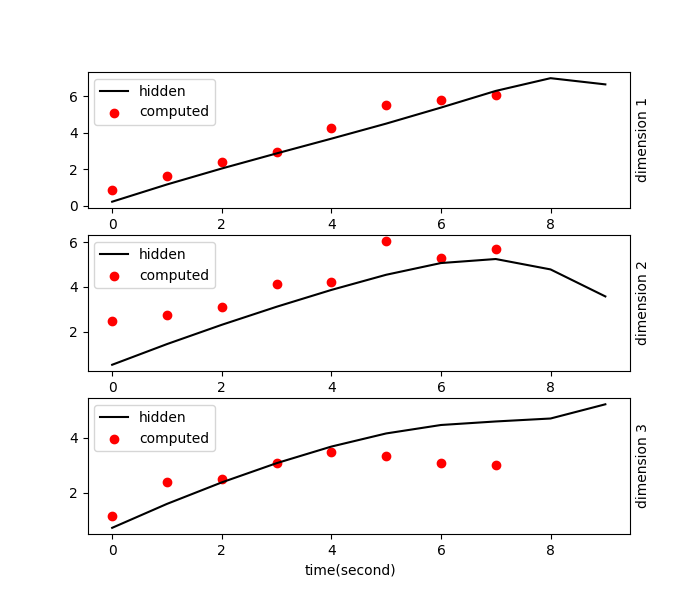 hidden
computed
6
4
2
0
dimension 1
0 2 4 6 8
hidden
computed
6
4
2
dimension 2
0 2 4 6 8
hidden
computed
4
2
dimension 3
0 2 4 6 8
time(second)